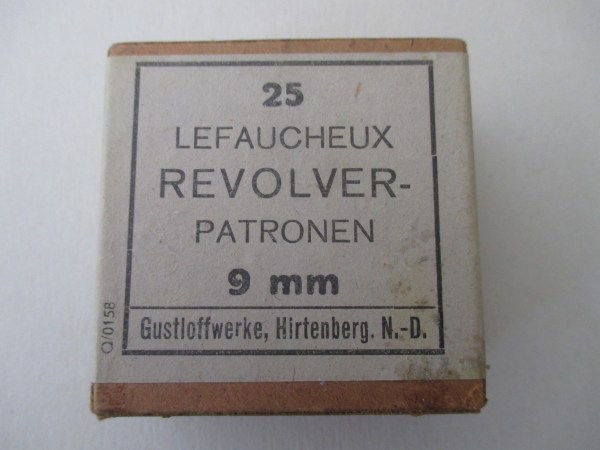 25
LEFAUCHEUX
REVOLVER-
PATRONEN
9 mm
Gustloffwerke, Hirtenberg. N.-D.
Q/0158